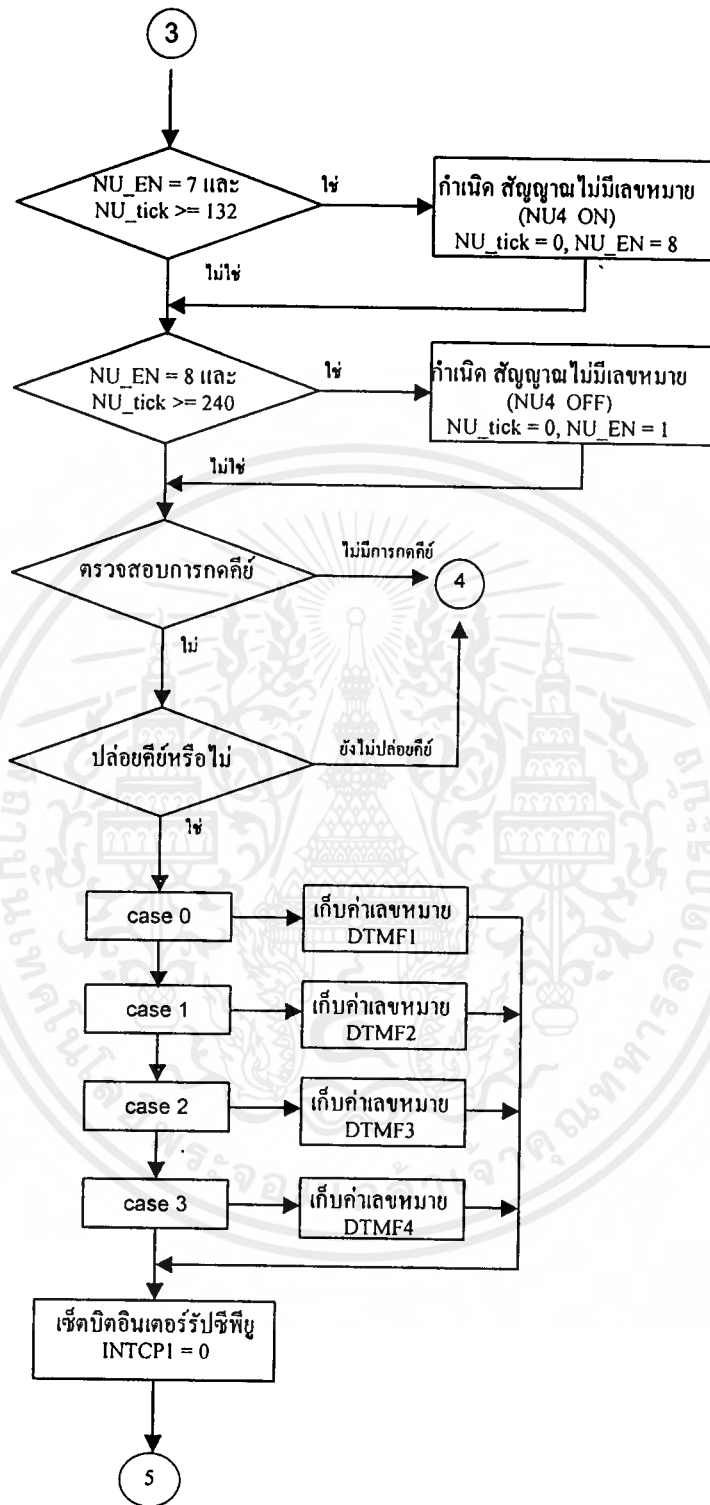 3
NU_EN = 7 และ
NU_tick >= 132
ใช่
กำเนิด สัญญาณไม่มีเลขหมาย
(NU4 ON)
NU_tick = 0, NU_EN = 8
ไม่ใช่
NU_EN = 8 และ
NU_tick >= 240
ใช่
กำเนิด สัญญาณไม่มีเลขหมาย
(NU4 OFF)
NU_tick = 0, NU_EN = 1
ไม่ใช่
ตรวจสอบการกดคีย์
ไม่มีการกดคีย์
4
ไม่
ปล่อยคีย์หรือไม่
ยังไม่ปล่อยคีย์
ใช่
case 0
เก็บค่าเลขหมาย
DTMF1
case 1
เก็บค่าเลขหมาย
DTMF2
case 2
เก็บค่าเลขหมาย
DTMF3
case 3
เก็บค่าเลขหมาย
DTMF4
เซ็ตบิตอินเตอร์รัปซีพียู
INTCP1 = 0
5